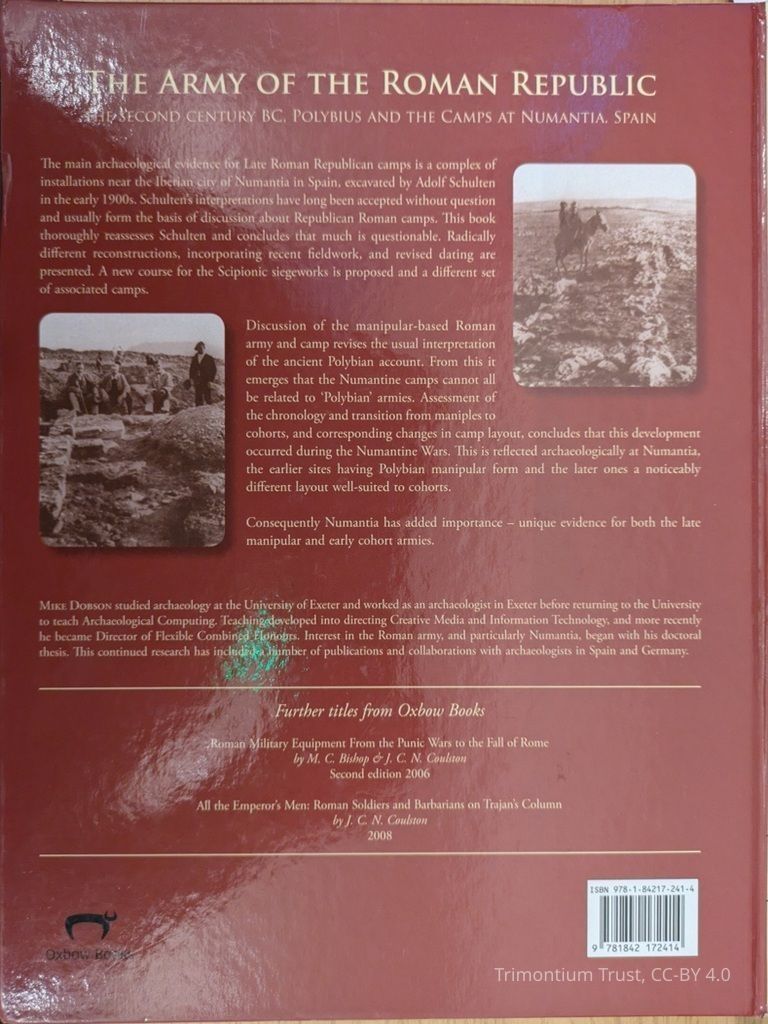 THE ARMY OF THE ROMAN REPUBLIC
THE SECOND CENTURY BC, POLYBIUS AND THE CAMPS AT NUMANTIA, SPAIN
The main archaeological evidence for Late Roman Republican camps is a complex of
installations near the Iberian city of Numantia in Spain, excavated by Adolf Schulten
in the early 1900s. Schulten's interpretations have long been accepted without question
and usually form the basis of discussion about Republican Roman camps. This book
thoroughly reassesses Schulten and concludes that much is questionable. Radically
different reconstructions, incorporating recent fieldwork, and revised dating are
presented. A new course for the Scipionic siegeworks is proposed and a different set
of associated camps.
Discussion of the manipular-based Roman
army and camp revises the usual interpretation
of the ancient Polybian account. From this it
emerges that the Numantine camps cannot all
be related to 'Polybian' armies. Assessment of
the chronology and transition from maniples to
cohorts, and corresponding changes in camp layout, concludes that this development
occurred during the Numantine Wars. This is reflected archaeologically at Numantia,
the earlier sites having Polybian manipular form and the later ones a noticeably
different layout well-suited to cohorts.
Consequently Numantia has added importance – unique evidence for both the late
manipular and early cohort armies.
MIKE DOBSON studied archaeology at the University of Exeter and worked as an archaeologist in Exeter before returning to the University
to teach Archaeological Computing. Teaching developed into directing Creative Media and Information Technology, and more recently
he became Director of Flexible Combined Honours. Interest in the Roman army, and particularly Numantia, began with his doctoral
thesis. This continued research has included a number of publications and collaborations with archaeologists in Spain and Germany.
Further titles from Oxbow Books
Roman Military Equipment From the Punic Wars to the Fall of Rome
by M. C. Bishop & J. C. N. Coulston
Second edition 2006
All the Emperor's Men: Roman Soldiers and Barbarians on Trajan's Column
by J. C. N. Coulston
2008
ISBN 978-1-84217-241-4
9 781842 172414
Oxbow Books
Trimontium Trust, CC-BY 4.0